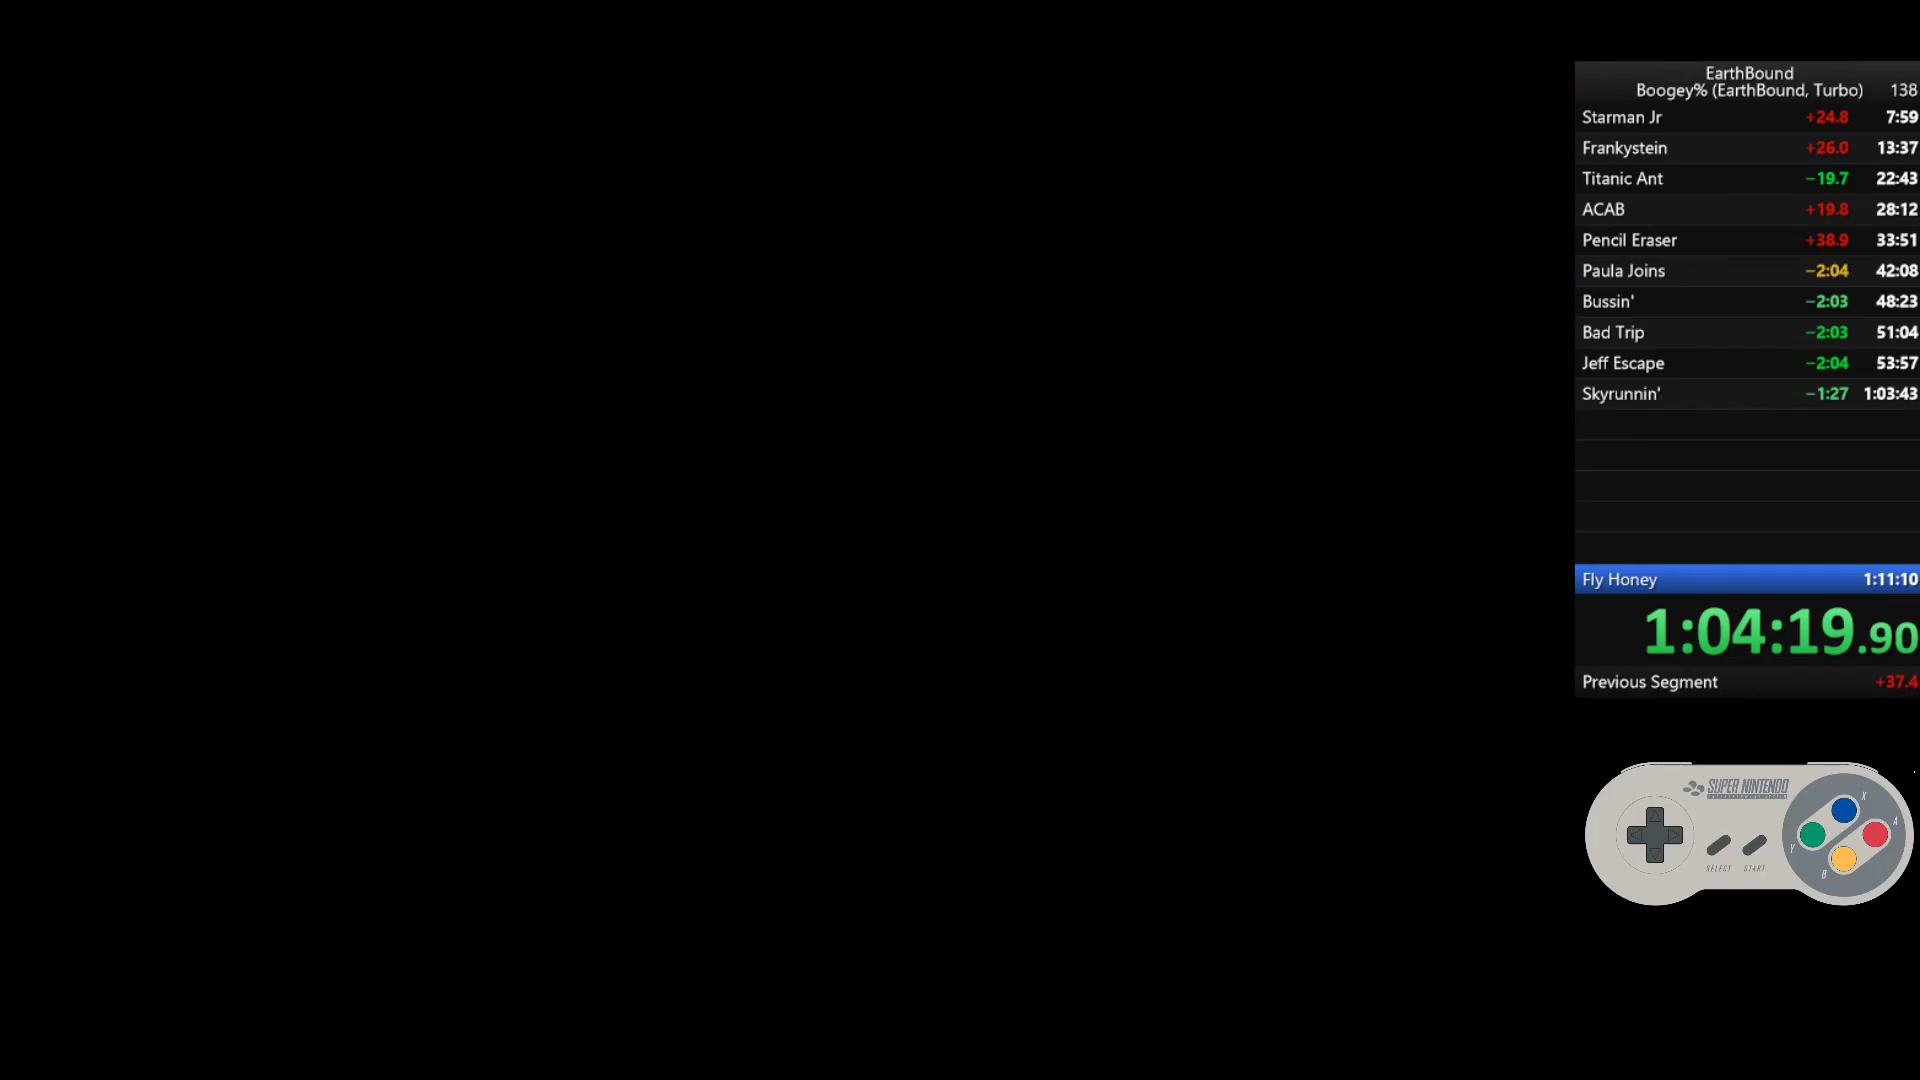 EarthBound
Boogey% (EarthBound, Turbo) 138
Starman Jr +24.8 7:59
Frankystein +26.0 13:37
Titanic Ant −19.7 22:43
ACAB +19.8 28:12
Pencil Eraser +38.9 33:51
Paula Joins −2:04 42:08
Bussin' −2:03 48:23
Bad Trip −2:03 51:04
Jeff Escape −2:04 53:57
Skyrunnin' −1:27 1:03:43
Fly Honey 1:11:10
1:04:19.90
Previous Segment +37.4
SUPER NINTENDO
X
Y
A
B
SELECT START